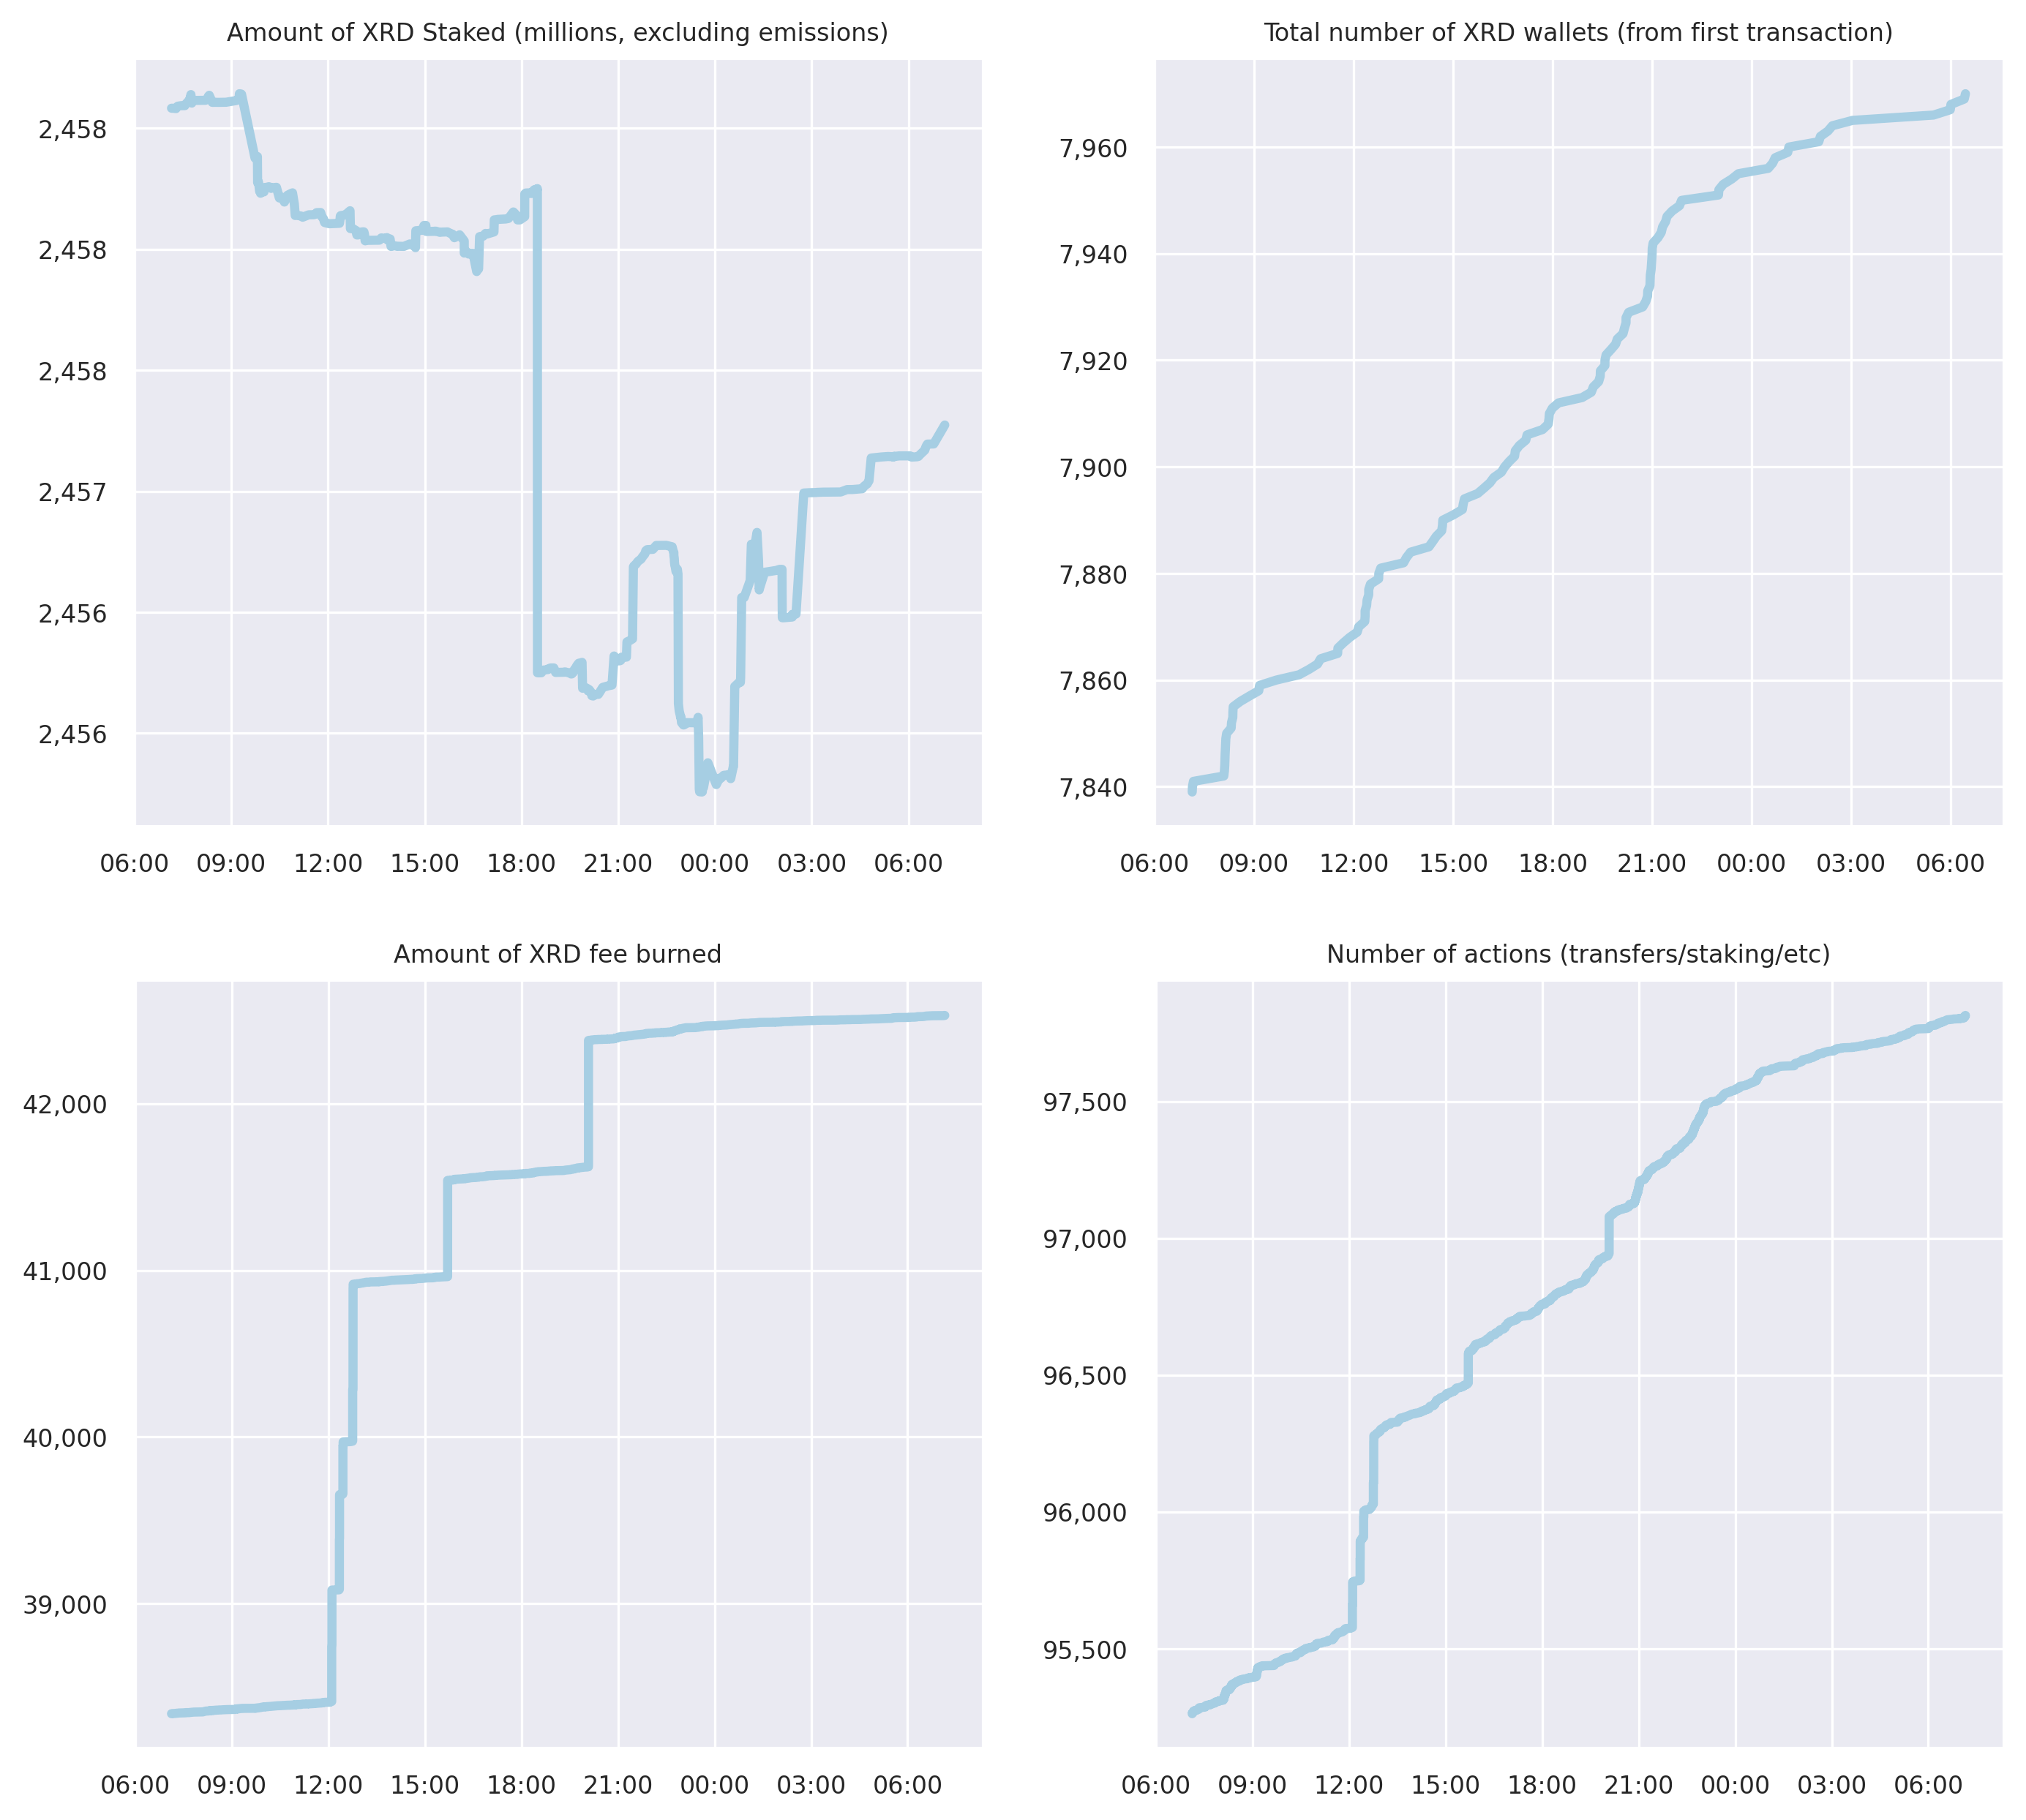 Amount of XRD Staked (millions, excluding emissions)
2,458
2,458
2,458
2,457
2,456
2,456
06:00 09:00 12:00 15:00 18:00 21:00 00:00 03:00 06:00
Total number of XRD wallets (from first transaction)
7,960
7,940
7,920
7,900
7,880
7,860
7,840
06:00 09:00 12:00 15:00 18:00 21:00 00:00 03:00 06:00
Amount of XRD fee burned
42,000
41,000
40,000
39,000
06:00 09:00 12:00 15:00 18:00 21:00 00:00 03:00 06:00
Number of actions (transfers/staking/etc)
97,500
97,000
96,500
96,000
95,500
06:00 09:00 12:00 15:00 18:00 21:00 00:00 03:00 06:00